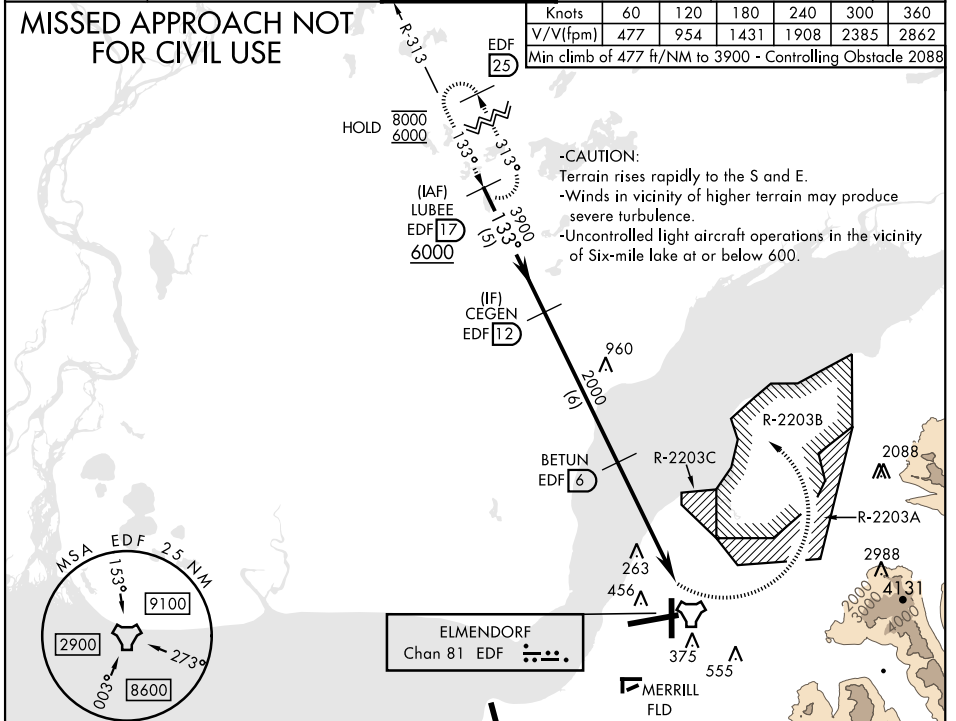 MISSED APPROACH NOT
FOR CIVIL USE
Knots 60 120 180 240 300 360
V/V(fpm) 477 954 1431 1908 2385 2862
Min climb of 477 ft/NM to 3900 - Controlling Obstacle 2088
R-313
EDF
25
HOLD 8000
6000
133°
313°
-CAUTION:
Terrain rises rapidly to the S and E.
-Winds in vicinity of higher terrain may produce
severe turbulence.
-Uncontrolled light aircraft operations in the vicinity
of Six-mile lake at or below 600.
(IAF)
LUBEE
EDF 17
6000
3900
133°
(5)
(IF)
CEGEN
EDF 12
960
2000
(6)
R-2203B
BETUN
EDF 6
R-2203C
2088
R-2203A
MSA EDF 25 NM
153°
9100
2900
273°
003°
8600
263
456
2988
4131
2000
3000
4000
ELMENDORF
Chan 81 EDF
375
555
MERRILL
FLD